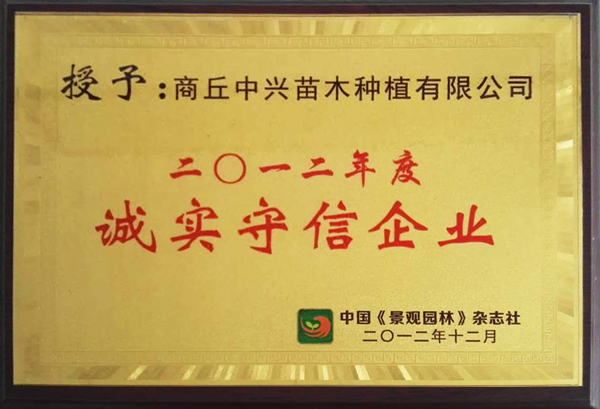 授予：商丘中兴苗木种植有限公司
二〇一二年度
诚实守信企业
中国《景观园林》杂志社
二〇一二年十二月